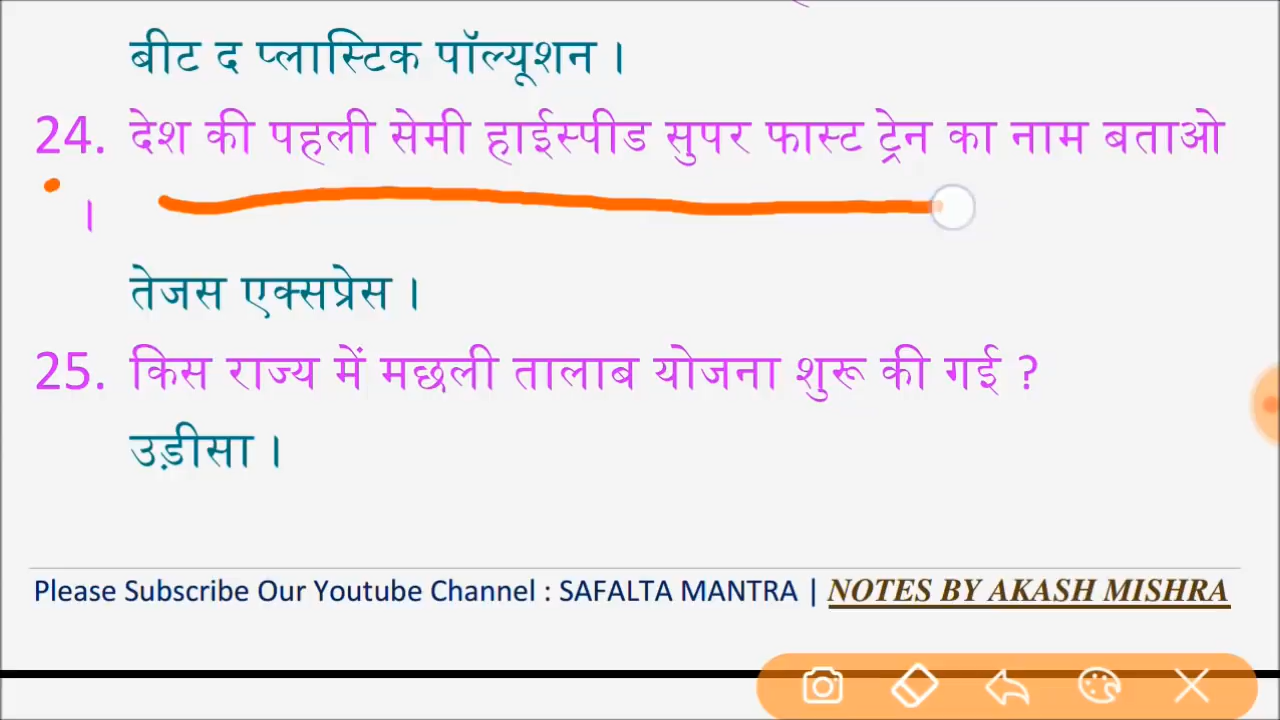 बीट द प्लास्टिक पॉल्यूशन ।
24. देश की पहली सेमी हाईस्पीड सुपर फास्ट ट्रेन का नाम बताओ
।
तेजस एक्सप्रेस ।
25. किस राज्य में मछली तालाब योजना शुरू की गई ?
उड़ीसा ।
Please Subscribe Our Youtube Channel : SAFALTA MANTRA | NOTES BY AKASH MISHRA